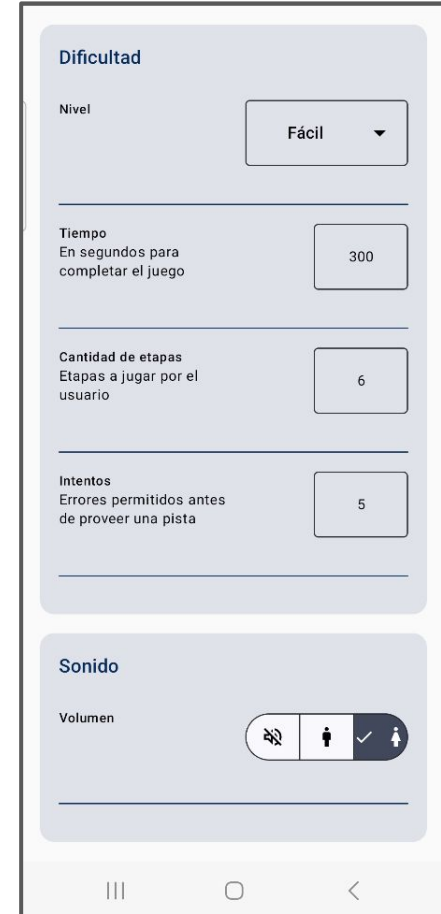 Dificultad
Nivel
Fácil
Tiempo
En segundos para
completar el juego
300
Cantidad de etapas
Etapas a jugar por el
usuario
6
Intentos
Errores permitidos antes
de proveer una pista
5
Sonido
Volumen